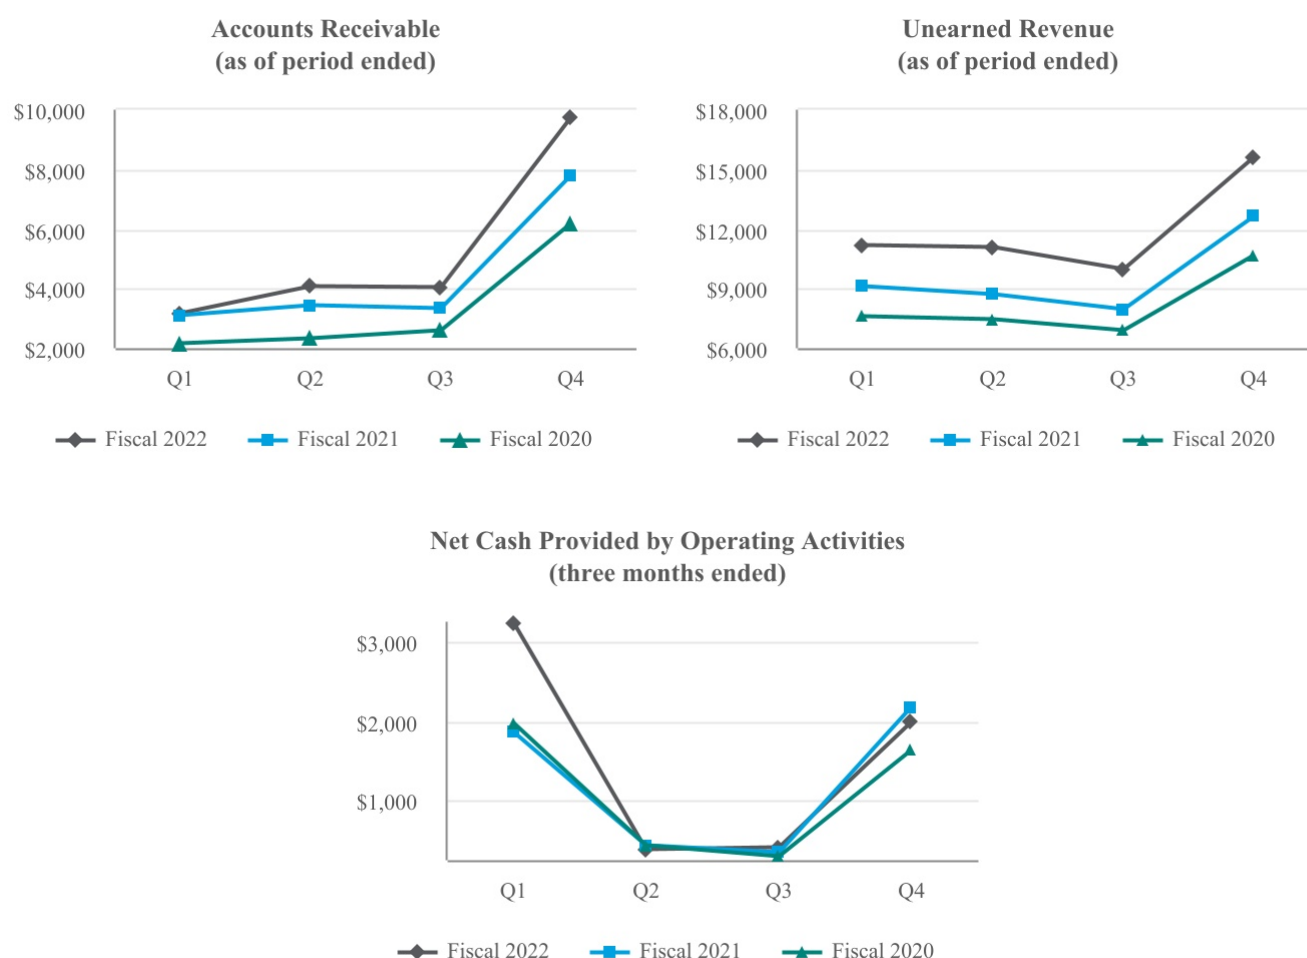 Accounts Receivable
(as of period ended)
$10,000
$8,000
$6,000
$4,000
$2,000
Q1 Q2 Q3 Q4
Fiscal 2022 Fiscal 2021 Fiscal 2020
Unearned Revenue
(as of period ended)
$18,000
$15,000
$12,000
$9,000
$6,000
Q1 Q2 Q3 Q4
Fiscal 2022 Fiscal 2021 Fiscal 2020
Net Cash Provided by Operating Activities
(three months ended)
$3,000
$2,000
$1,000
Q1 Q2 Q3 Q4
Fiscal 2022 Fiscal 2021 Fiscal 2020